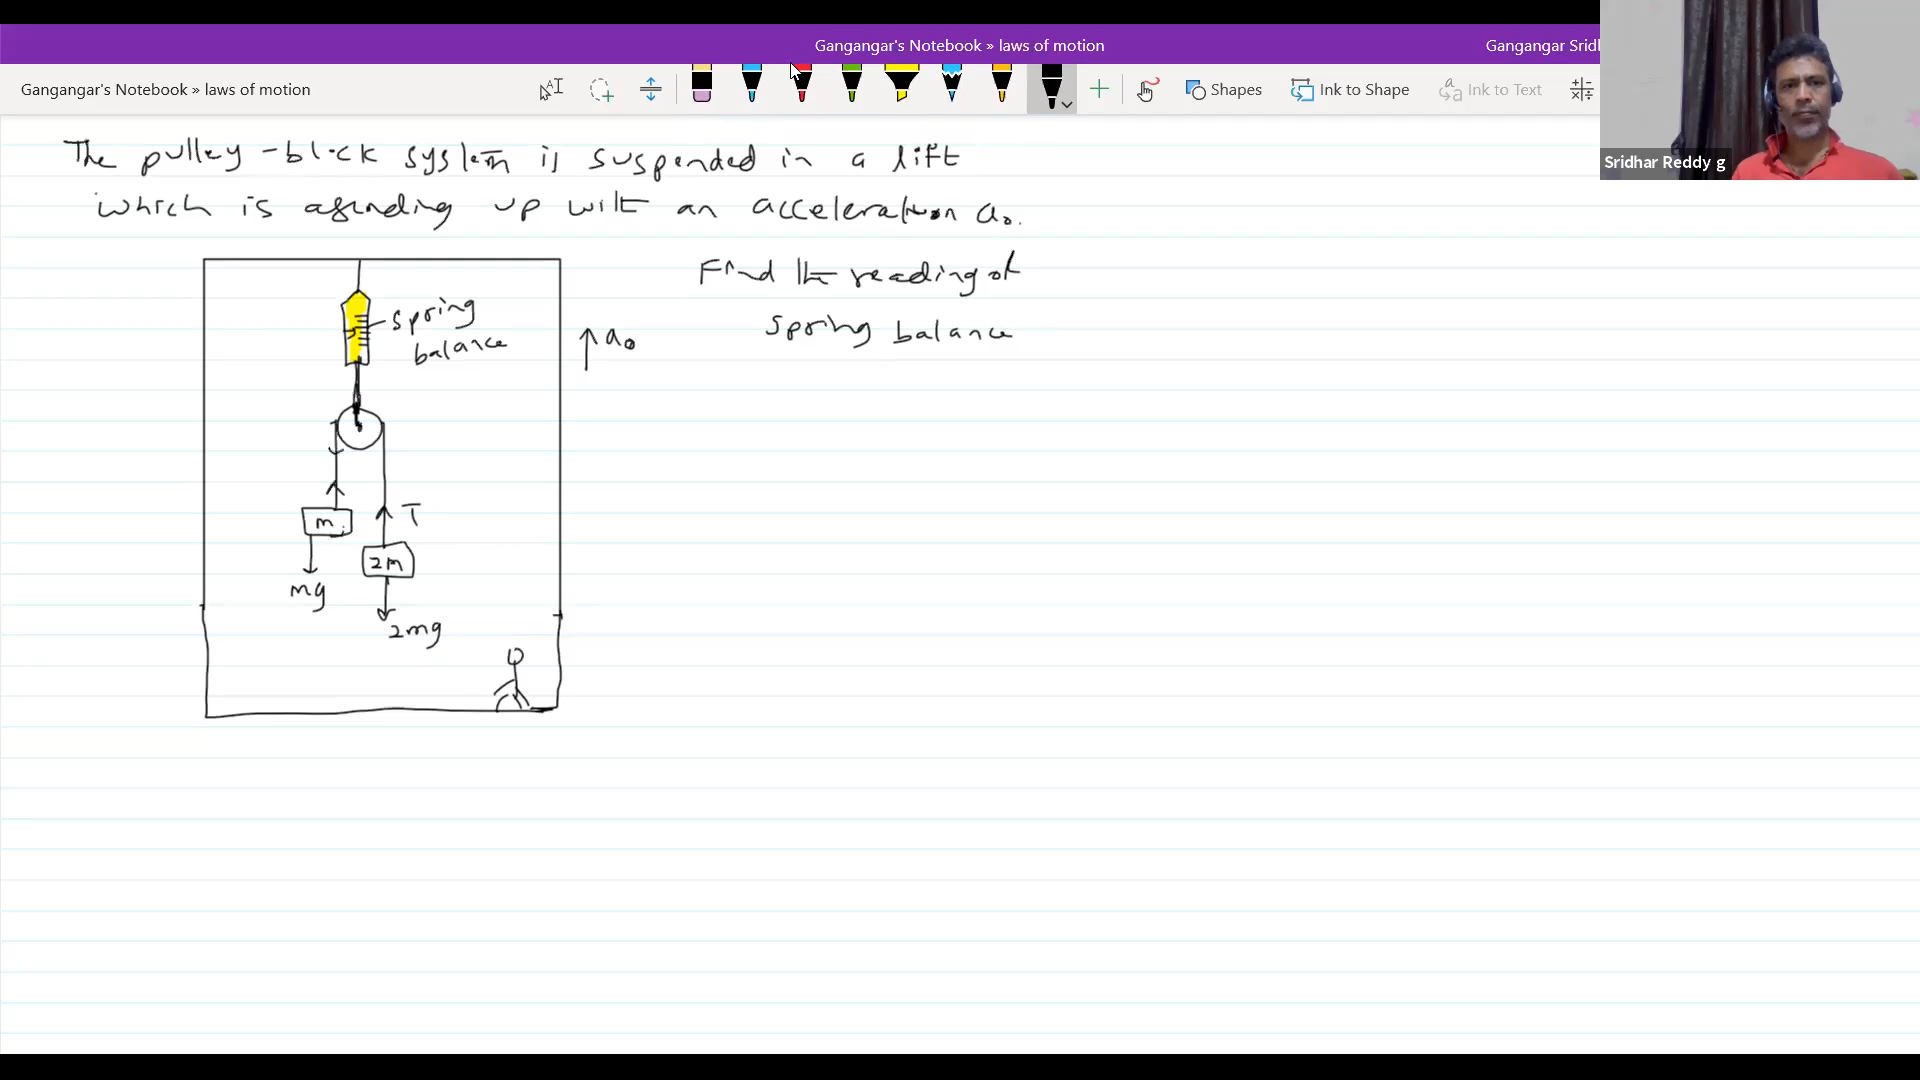 Gangangar's Notebook » laws of motion
Gangangar Sridl
Gangangar's Notebook » laws of motion
Shapes
Ink to Shape
Ink to Text
Sridhar Reddy g
The pulley-block system is suspended in a lift
which is up with an acceleration a₀.
Find the reading of
spring balance
spring
balance
↑a₀
T
m
2m
mg
2mg